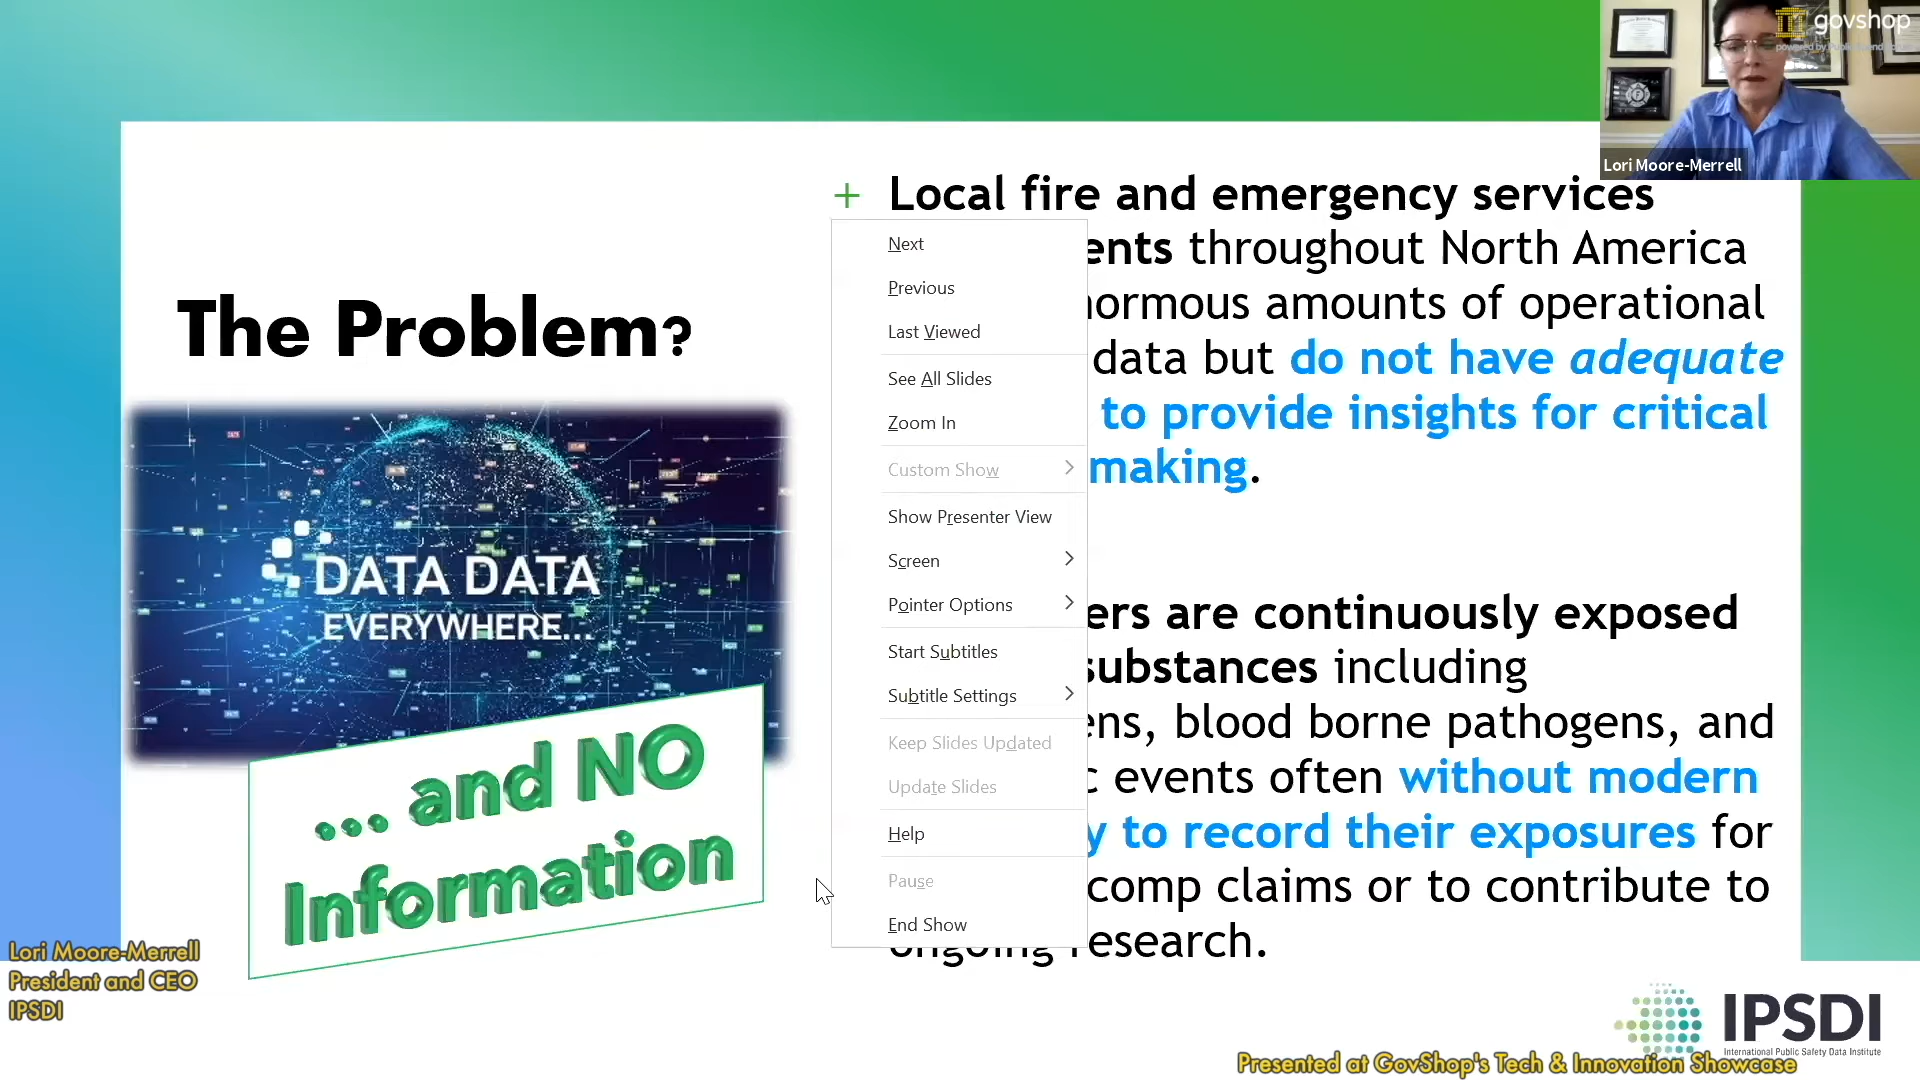 govshop
Lori Moore-Merrell
The Problem?
DATA DATA
EVERYWHERE...
... and NO
Information
+ Local fire and emergency services
ents throughout North America
normous amounts of operational
data but do not have adequate
to provide insights for critical
making.
ers are continuously exposed
substances including
ens, blood borne pathogens, and
c events often without modern
y to record their exposures for
comp claims or to contribute to
ongoing research.
Next
Previous
Last Viewed
See All Slides
Zoom In
Custom Show
Show Presenter View
Screen
Pointer Options
Start Subtitles
Subtitle Settings
Keep Slides Updated
Update Slides
Help
Pause
End Show
Lori Moore-Merrell
President and CEO
IPSDI
IPSDI
International Public Safety Data Institute
Presented at GovShop's Tech & Innovation Showcase